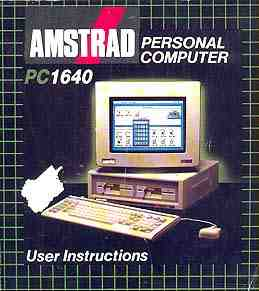 AMSTRAD
PERSONAL
COMPUTER
PC1640
User Instructions